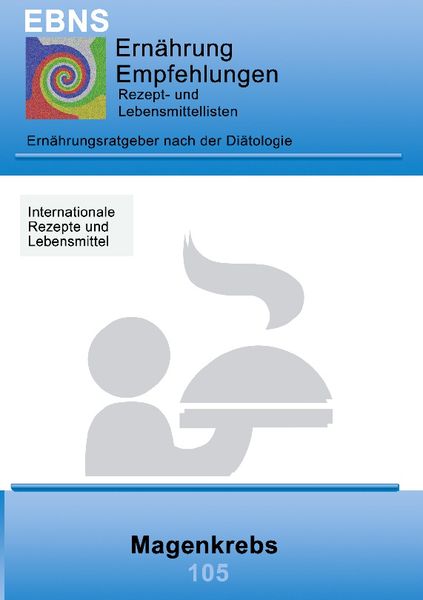 EBNS
Ernährung
Empfehlungen
Rezept- und
Lebensmittellisten
Ernährungsratgeber nach der Diätologie
Internationale
Rezepte und
Lebensmittel
Magenkrebs
105